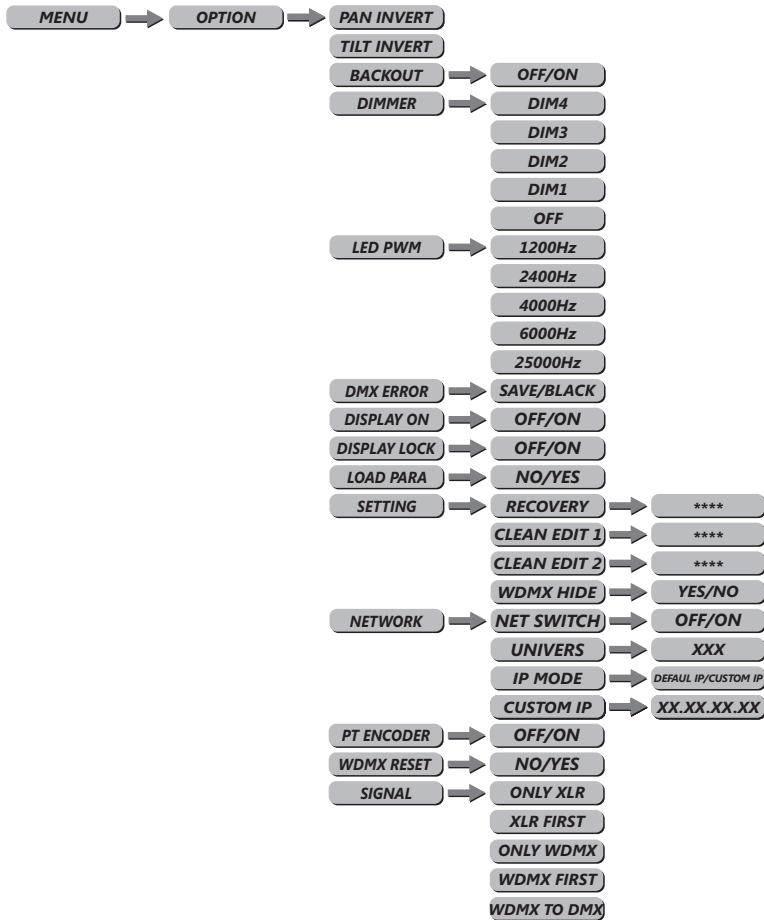 MENU OPTION PAN INVERT
TILT INVERT
BACKOUT OFF/ON
DIMMER DIM4
DIM3
DIM2
DIM1
OFF
LED PWM 1200Hz
2400Hz
4000Hz
6000Hz
25000Hz
DMX ERROR SAVE/BLACK
DISPLAY ON OFF/ON
DISPLAY LOCK OFF/ON
LOAD PARA NO/YES
SETTING RECOVERY ****
CLEAN EDIT 1 ****
CLEAN EDIT 2 ****
WDMX HIDE YES/NO
NETWORK NET SWITCH OFF/ON
UNIVERS XXX
IP MODE DEFAUL IP/CUSTOM IP
CUSTOM IP XX.XX.XX.XX
PT ENCODER OFF/ON
WDMX RESET NO/YES
SIGNAL ONLY XLR
XLR FIRST
ONLY WDMX
WDMX FIRST
WDMX TO DMX